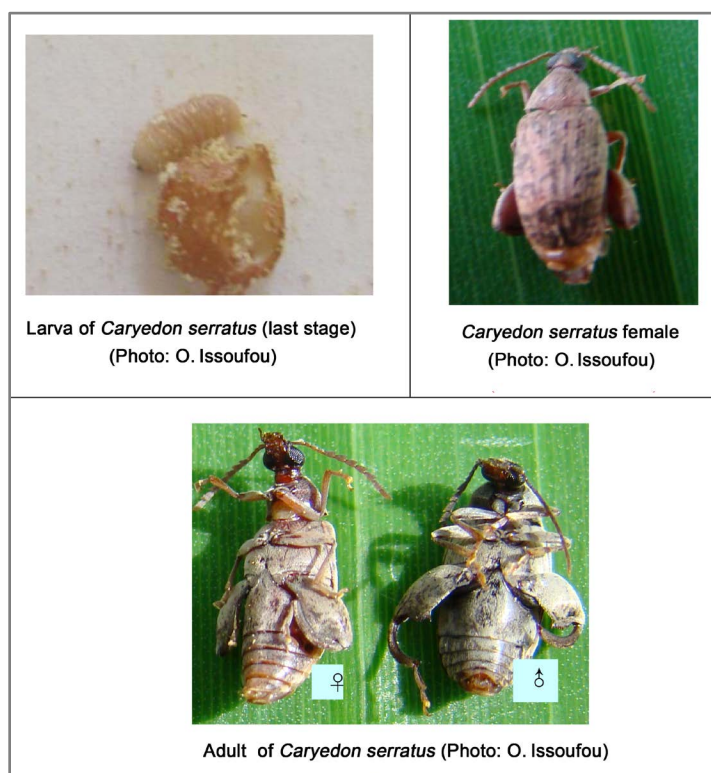 Larva of Caryedon serratus (last stage)
(Photo: O. Issoufou)
Caryedon serratus female
(Photo: O. Issoufou)
♀
♂
Adult of Caryedon serratus (Photo: O. Issoufou)